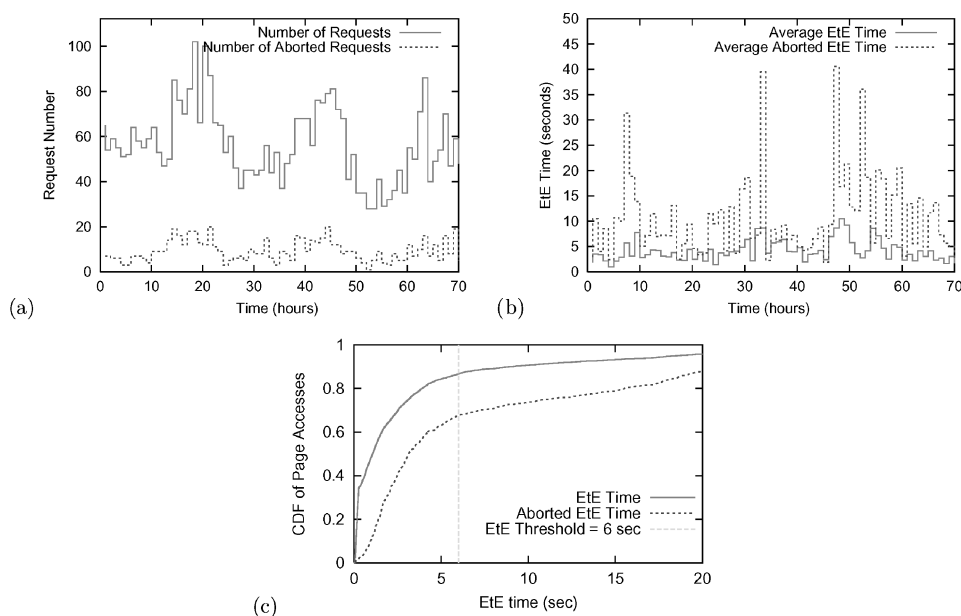 Number of Requests
Number of Aborted Requests
Request Number
100
80
60
40
20
0
0 10 20 30 40 50 60 70
Time (hours)
(a)
Average EtE Time
Average Aborted EtE Time
EtE Time (seconds)
50
45
40
35
30
25
20
15
10
5
0
0 10 20 30 40 50 60 70
Time (hours)
(b)
CDF of Page Accesses
1
0.8
0.6
0.4
0.2
0
EtE Time
Aborted EtE Time
EtE Threshold = 6 sec
0 5 10 15 20
EtE time (sec)
(c)